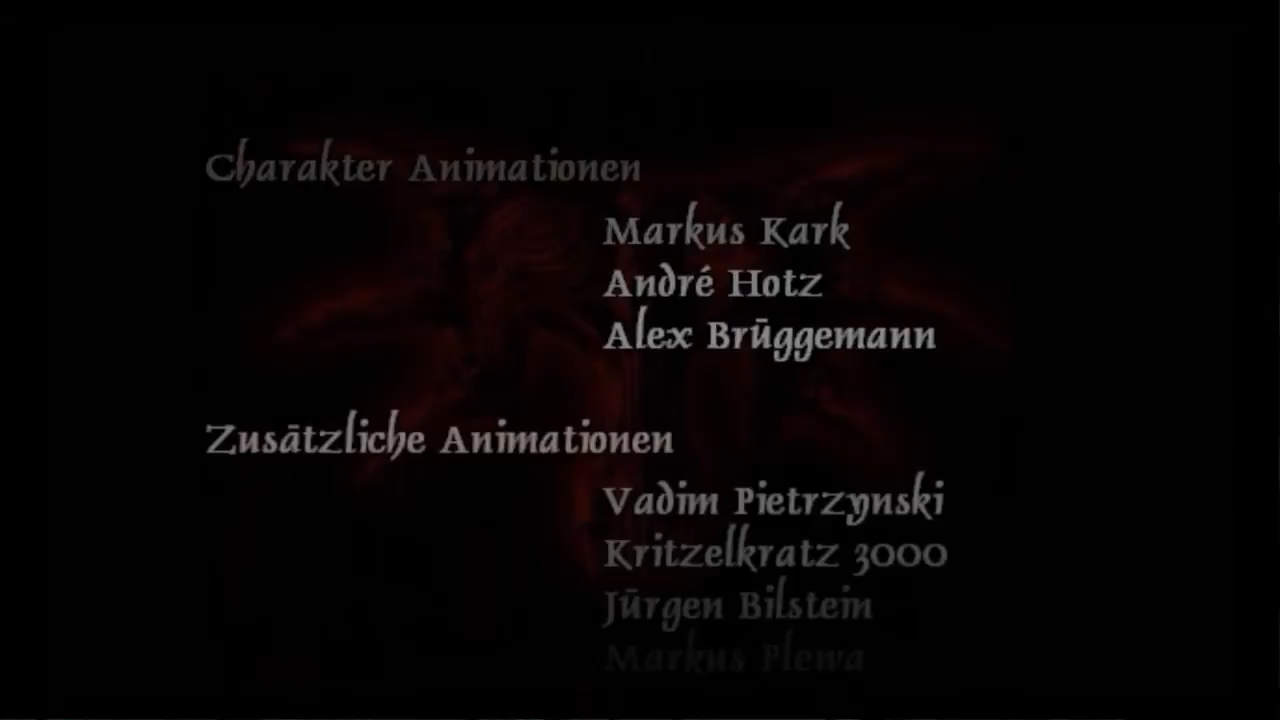 Charakter Animationen
Markus Kark
André Hotz
Alex Brüggemann
Zusätzliche Animationen
Vadim Pietrzynski
Kritzelkratz 3000
Jürgen Bilstein
Markus Plewa